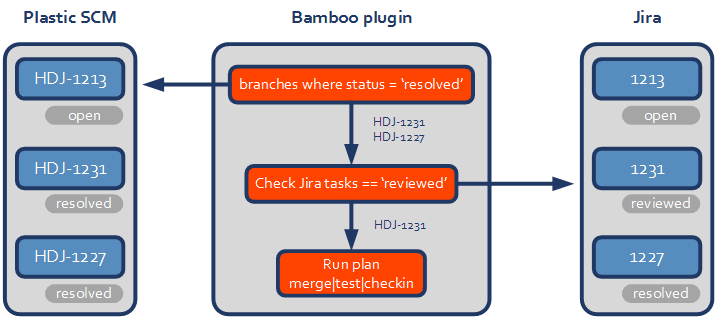 Plastic SCM
Bamboo plugin
Jira
HDJ-1213
open
HDJ-1231
resolved
HDJ-1227
resolved
branches where status = ‘resolved’
HDJ-1231
HDJ-1227
Check Jira tasks == ‘reviewed’
HDJ-1231
Run plan
merge|test|checkin
1213
open
1231
reviewed
1227
resolved